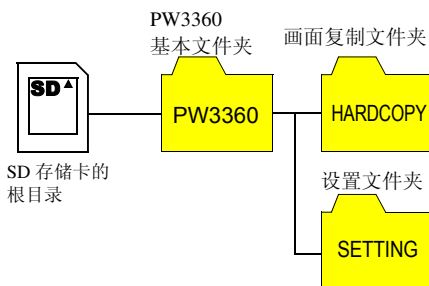 PW3360
基本文件夹
画面复制文件夹
SD
PW3360
HARDCOPY
SD 存储卡的
根目录
设置文件夹
SETTING